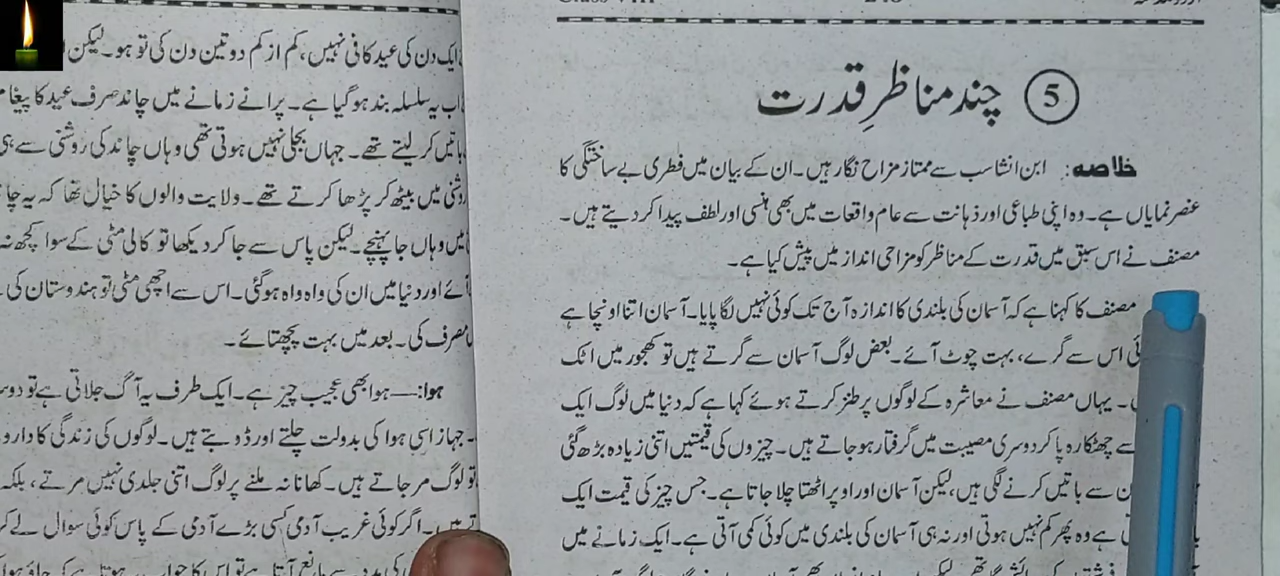 Class VIII
چند مناظرِ قدرت ⑤
خلاصہ: ابن انشا سب سے ممتاز مزاح نگار ہیں۔ ان کے بیان میں فطری بے ساختگی کا
عنصر نمایاں ہے۔ وہ اپنی طباعی اور ذہانت سے عام واقعات میں بھی ہنسی اور لطف پیدا کر دیتے ہیں۔
مصنف نے اس سبق میں قدرت کے مناظر کو مزاحی انداز میں پیش کیا ہے۔
مصنف کا کہنا ہے کہ آسمان کی بلندی کا اندازہ آج تک کوئی نہیں لگا پایا۔ آسمان اتنا اونچا ہے
اس سے گرے، بہت چوٹ آئے۔ بعض لوگ آسمان سے گرتے ہیں تو کھجور میں اٹک
۔ یہاں مصنف نے معاشرہ کے لوگوں پر طنز کرتے ہوئے کہا ہے کہ دنیا میں لوگ ایک
سے چھٹکارہ پا کر دوسری مصیبت میں گرفتار ہو جاتے ہیں۔ چیزوں کی قیمتیں اتنی زیادہ بڑھ گئی
سے باتیں کرنے لگی ہیں، لیکن آسمان اور اوپر اٹھتا چلا جاتا ہے۔ جس چیز کی قیمت ایک
ہے وہ پھر کم نہیں ہوتی اور نہ ہی آسمان کی بلندی میں کوئی کمی آتی ہے۔ ایک زمانے میں
ایک دن کی عید کافی نہیں، کم از کم دو تین دن کی تو ہو۔ لیکن
اب یہ سلسلہ بند ہو گیا ہے۔ پرانے زمانے میں چاند صرف عید کا
باتیں کر لیتے تھے۔ جہاں بجلی نہیں ہوتی تھی وہاں چاند کی روشنی سے ہی
روشنی میں بیٹھ کر پڑھا کرتے تھے۔ ولایت والوں کا خیال تھا کہ یہ
میں وہاں جا پہنچے۔ لیکن پاس سے جا کر دیکھا تو کالی مٹی کے سوا کچھ نہ
آئے اور دنیا میں ان کی واہ واہ ہو گئی۔ اس سے اچھی مٹی تو ہندوستان کی
صرف کی۔ بعد میں بہت پچھتائے۔
ہوا:— ہوا بھی عجیب چیز ہے۔ ایک طرف یہ آگ جلاتی ہے تو
۔ جہاز اسی ہوا کی بدولت چلتے اور ڈوبتے ہیں۔ لوگوں کی زندگی کا
تو لوگ مر جاتے ہیں۔ کھانا نہ ملنے پر لوگ اتنی جلدی نہیں مرتے، بلکہ
۔ اگر کوئی غریب آدمی کسی بڑے آدمی کے پاس کوئی سوال لے